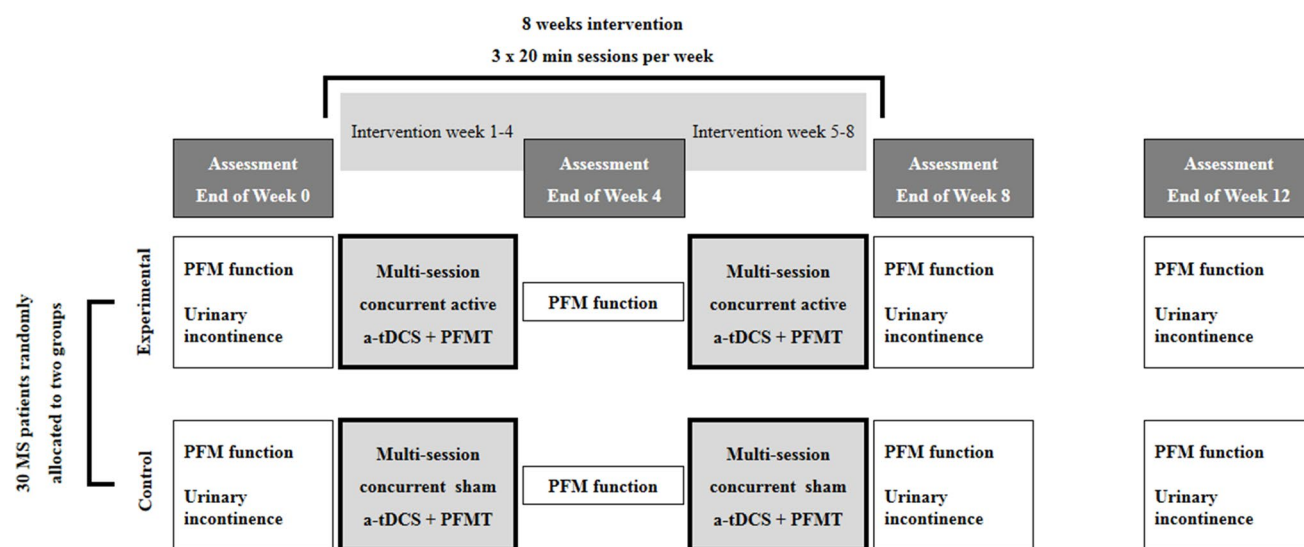 8 weeks intervention
3 x 20 min sessions per week
Intervention week 1-4
Intervention week 5-8
Assessment
End of Week 0
Assessment
End of Week 4
Assessment
End of Week 8
Assessment
End of Week 12
30 MS patients randomly
allocated to two groups
Experimental
PFM function
Urinary
incontinence
Multi-session
concurrent active
a-tDCS + PFMT
PFM function
Multi-session
concurrent active
a-tDCS + PFMT
PFM function
Urinary
incontinence
PFM function
Urinary
incontinence
Control
PFM function
Urinary
incontinence
Multi-session
concurrent sham
a-tDCS + PFMT
PFM function
Multi-session
concurrent sham
a-tDCS + PFMT
PFM function
Urinary
incontinence
PFM function
Urinary
incontinence